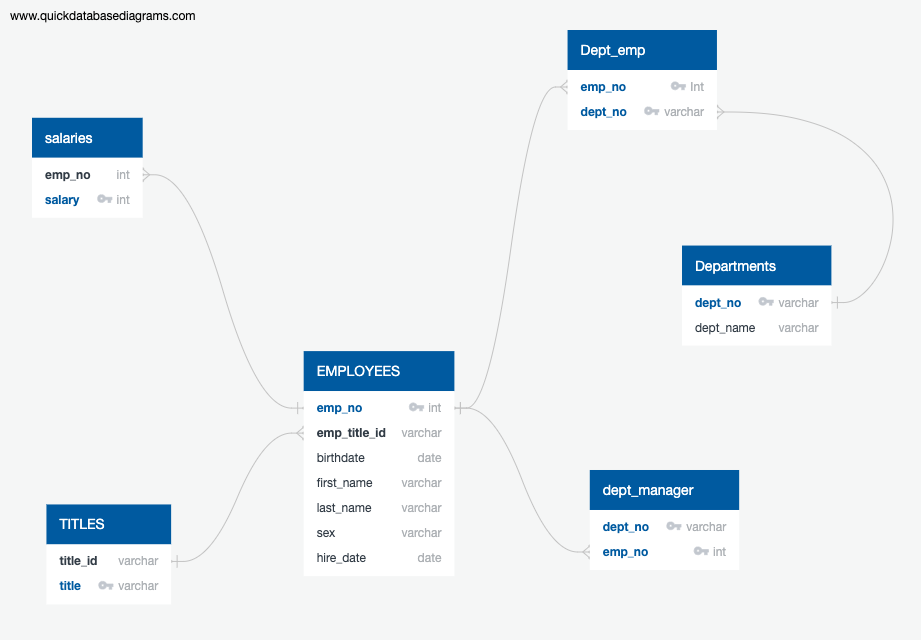 www.quickdatabasediagrams.com
Dept_emp
emp_no Int
dept_no varchar
salaries
emp_no int
salary int
Departments
dept_no varchar
dept_name varchar
EMPLOYEES
emp_no int
emp_title_id varchar
birthdate date
first_name varchar
last_name varchar
sex varchar
hire_date date
dept_manager
dept_no varchar
emp_no int
TITLES
title_id varchar
title varchar